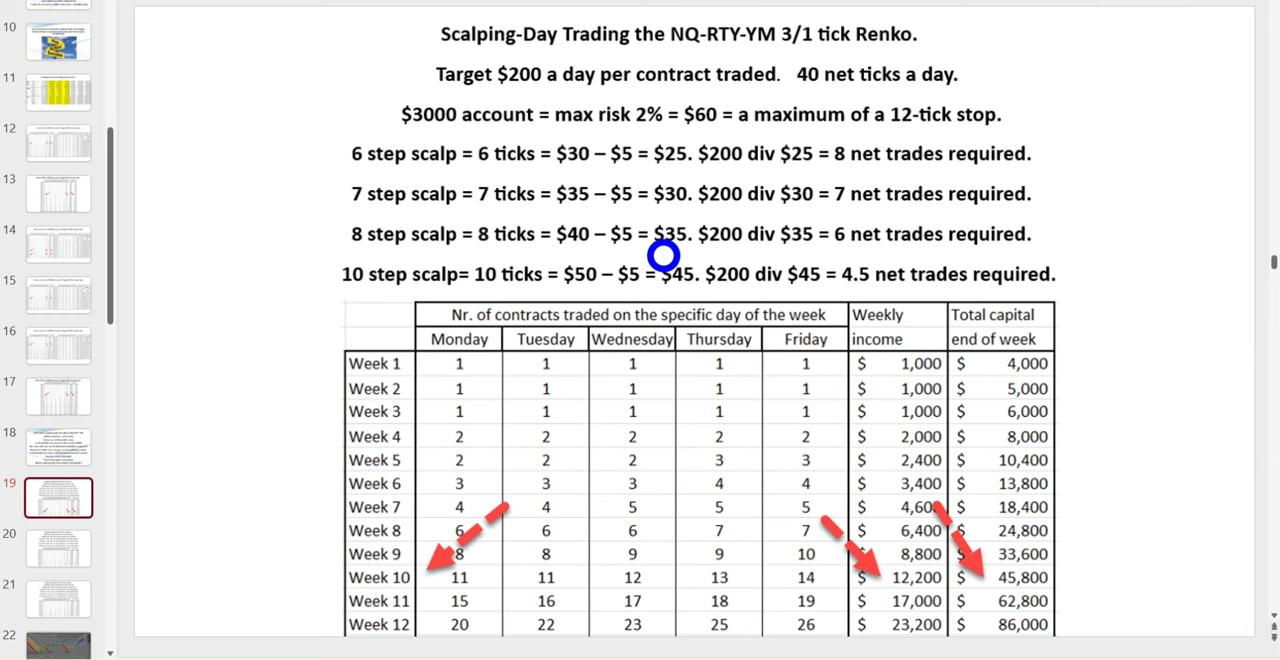 Scalping-Day Trading the NQ-RTY-YM 3/1 tick Renko.
Target $200 a day per contract traded. 40 net ticks a day.
$3000 account = max risk 2% = $60 = a maximum of a 12-tick stop.
6 step scalp = 6 ticks = $30 – $5 = $25. $200 div $25 = 8 net trades required.
7 step scalp = 7 ticks = $35 – $5 = $30. $200 div $30 = 7 net trades required.
8 step scalp = 8 ticks = $40 – $5 = $35. $200 div $35 = 6 net trades required.
10 step scalp= 10 ticks = $50 – $5 = $45. $200 div $45 = 4.5 net trades required.
Nr. of contracts traded on the specific day of the week Weekly Total capital
Monday Tuesday Wednesday Thursday Friday income end of week
Week 1 1 1 1 1 1 $ 1,000 $ 4,000
Week 2 1 1 1 1 1 $ 1,000 $ 5,000
Week 3 1 1 1 1 1 $ 1,000 $ 6,000
Week 4 2 2 2 2 2 $ 2,000 $ 8,000
Week 5 2 2 2 3 3 $ 2,400 $ 10,400
Week 6 3 3 3 4 4 $ 3,400 $ 13,800
Week 7 4 4 5 5 5 $ 4,600 $ 18,400
Week 8 6 6 6 7 7 $ 6,400 $ 24,800
Week 9 8 8 9 9 10 $ 8,800 $ 33,600
Week 10 11 11 12 13 14 $ 12,200 $ 45,800
Week 11 15 16 17 18 19 $ 17,000 $ 62,800
Week 12 20 22 23 25 26 $ 23,200 $ 86,000
10
11
12
13
14
15
16
17
18
19
20
21
22